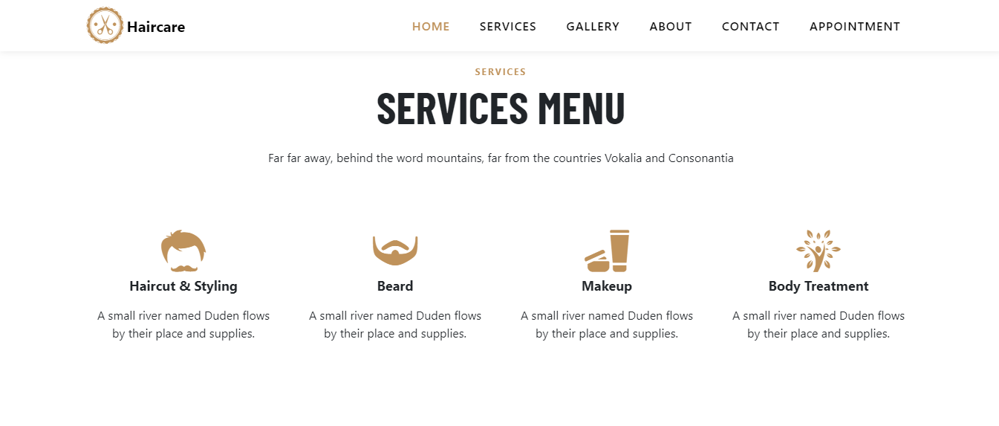 Haircare
HOME SERVICES GALLERY ABOUT CONTACT APPOINTMENT
SERVICES
SERVICES MENU
Far far away, behind the word mountains, far from the countries Vokalia and Consonantia
Haircut & Styling
A small river named Duden flows
by their place and supplies.
Beard
A small river named Duden flows
by their place and supplies.
Makeup
A small river named Duden flows
by their place and supplies.
Body Treatment
A small river named Duden flows
by their place and supplies.